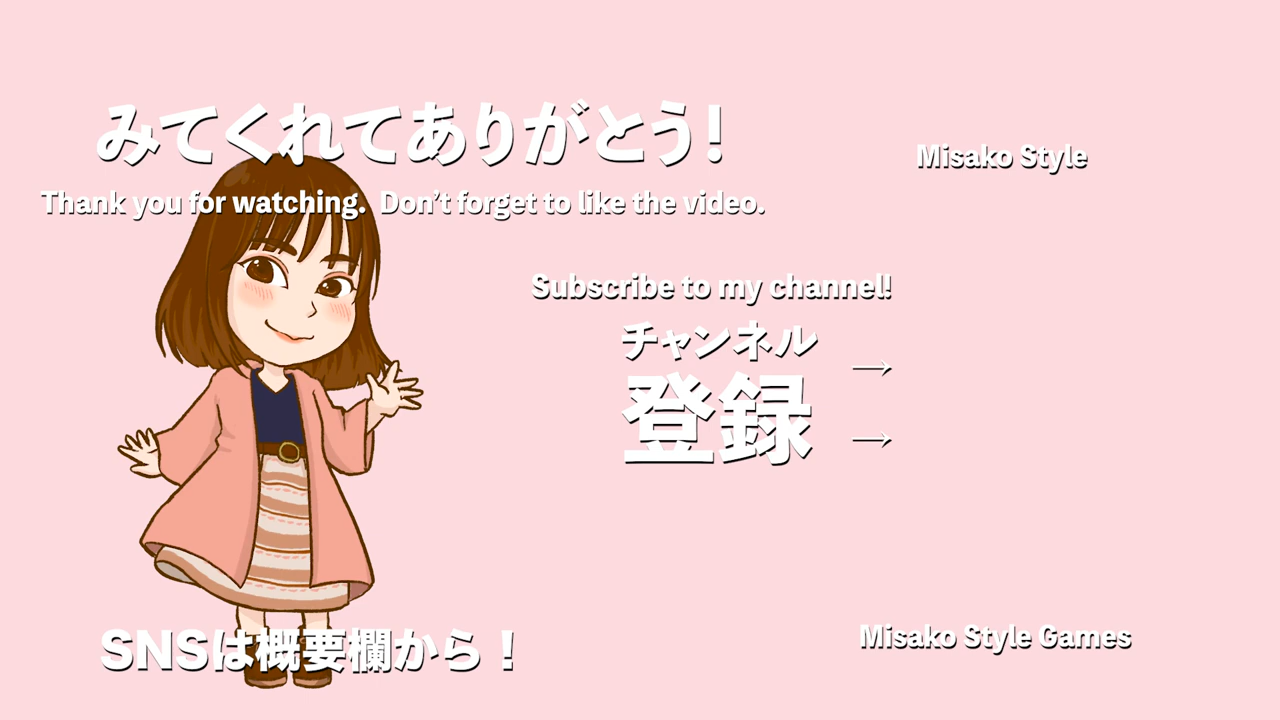 みてくれてありがとう!
Thank you for watching. Don't forget to like the video.
Misako Style
Subscribe to my channel!
チャンネル
登録
→
→
SNSは概要欄から！
Misako Style Games